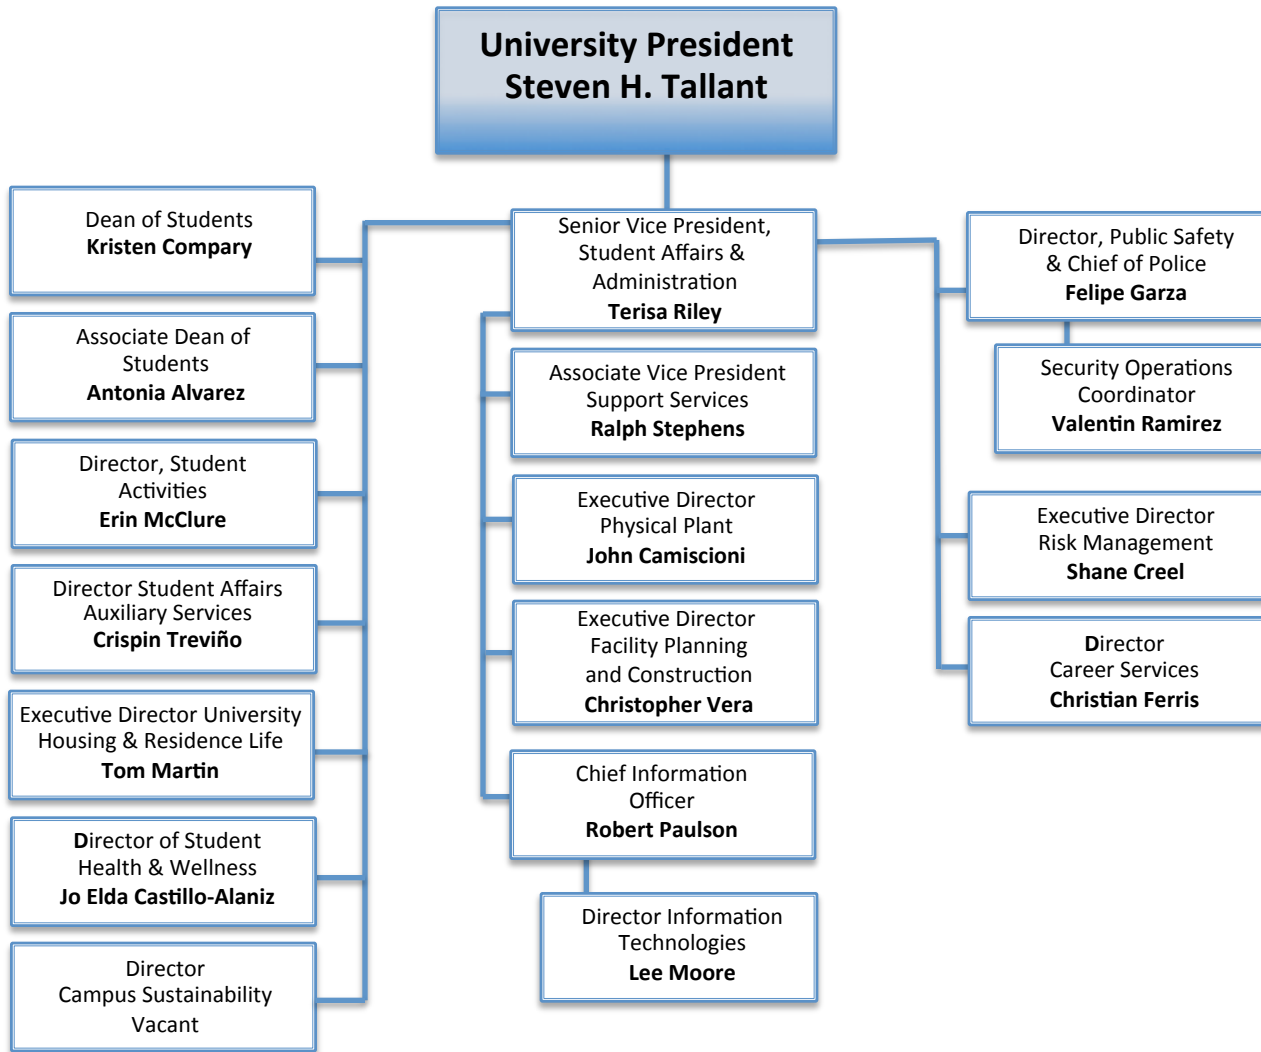 University President
Steven H. Tallant
Dean of Students
Kristen Compary
Associate Dean of
Students
Antonia Alvarez
Director, Student
Activities
Erin McClure
Director Student Affairs
Auxiliary Services
Crispin Treviño
Executive Director University
Housing & Residence Life
Tom Martin
Director of Student
Health & Wellness
Jo Elda Castillo-Alaniz
Director
Campus Sustainability
Vacant
Senior Vice President,
Student Affairs &
Administration
Terisa Riley
Associate Vice President
Support Services
Ralph Stephens
Executive Director
Physical Plant
John Camiscioni
Executive Director
Facility Planning
and Construction
Christopher Vera
Chief Information
Officer
Robert Paulson
Director Information
Technologies
Lee Moore
Director, Public Safety
& Chief of Police
Felipe Garza
Security Operations
Coordinator
Valentin Ramirez
Executive Director
Risk Management
Shane Creel
Director
Career Services
Christian Ferris